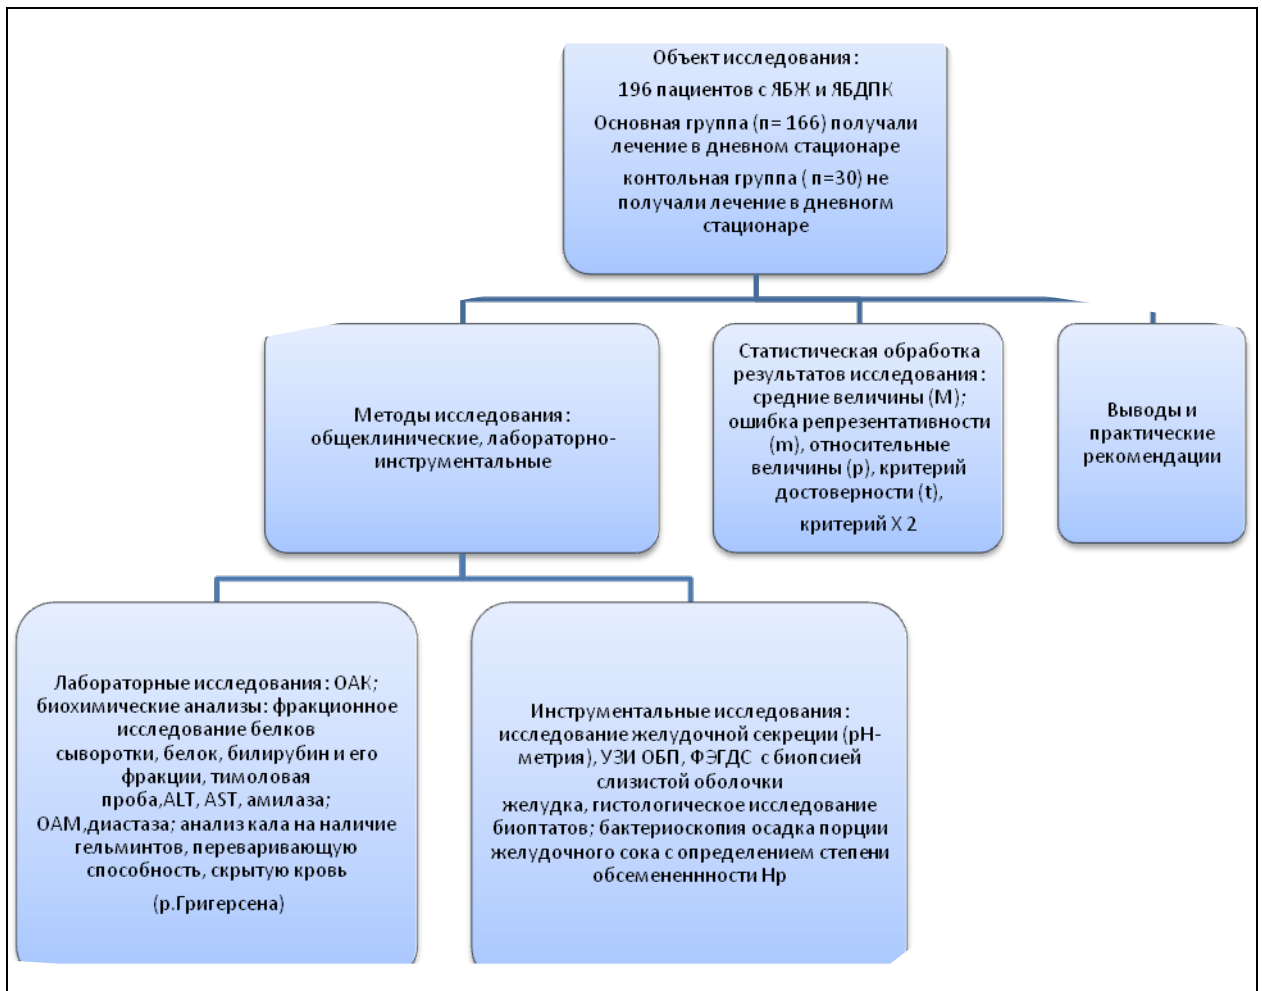 Объект исследования:
196 пациентов с ЯБЖ и ЯБДПК
Основная группа (п= 166) получали
лечение в дневном стационаре
контольная группа ( п=30) не
получали лечение в дневногм
стационаре
Методы исследования:
общеклинические, лабораторно-
инструментальные
Статистическая обработка
результатов исследования:
средние величины (М);
ошибка репрезентативности
(m), относительные
величины (р), критерий
достоверности (t),
критерий Х 2
Выводы и
практические
рекомендации
Лабораторные исследования: ОАК;
биохимические анализы: фракционное
исследование белков
сыворотки, белок, билирубин и его
фракции, тимоловая
проба,ALT, AST, амилаза;
ОАМ,диастаза; анализ кала на наличие
гельминтов, переваривающую
способность, скрытую кровь
(р.Григерсена)
Инструментальные исследования:
исследование желудочной секреции (рН-
метрия), УЗИ ОБП, ФЭГДС с биопсией
слизистой оболочки
желудка, гистологическое исследование
биоптатов; бактериоскопия осадка порции
желудочного сока с определением степени
обсемененннности Нр